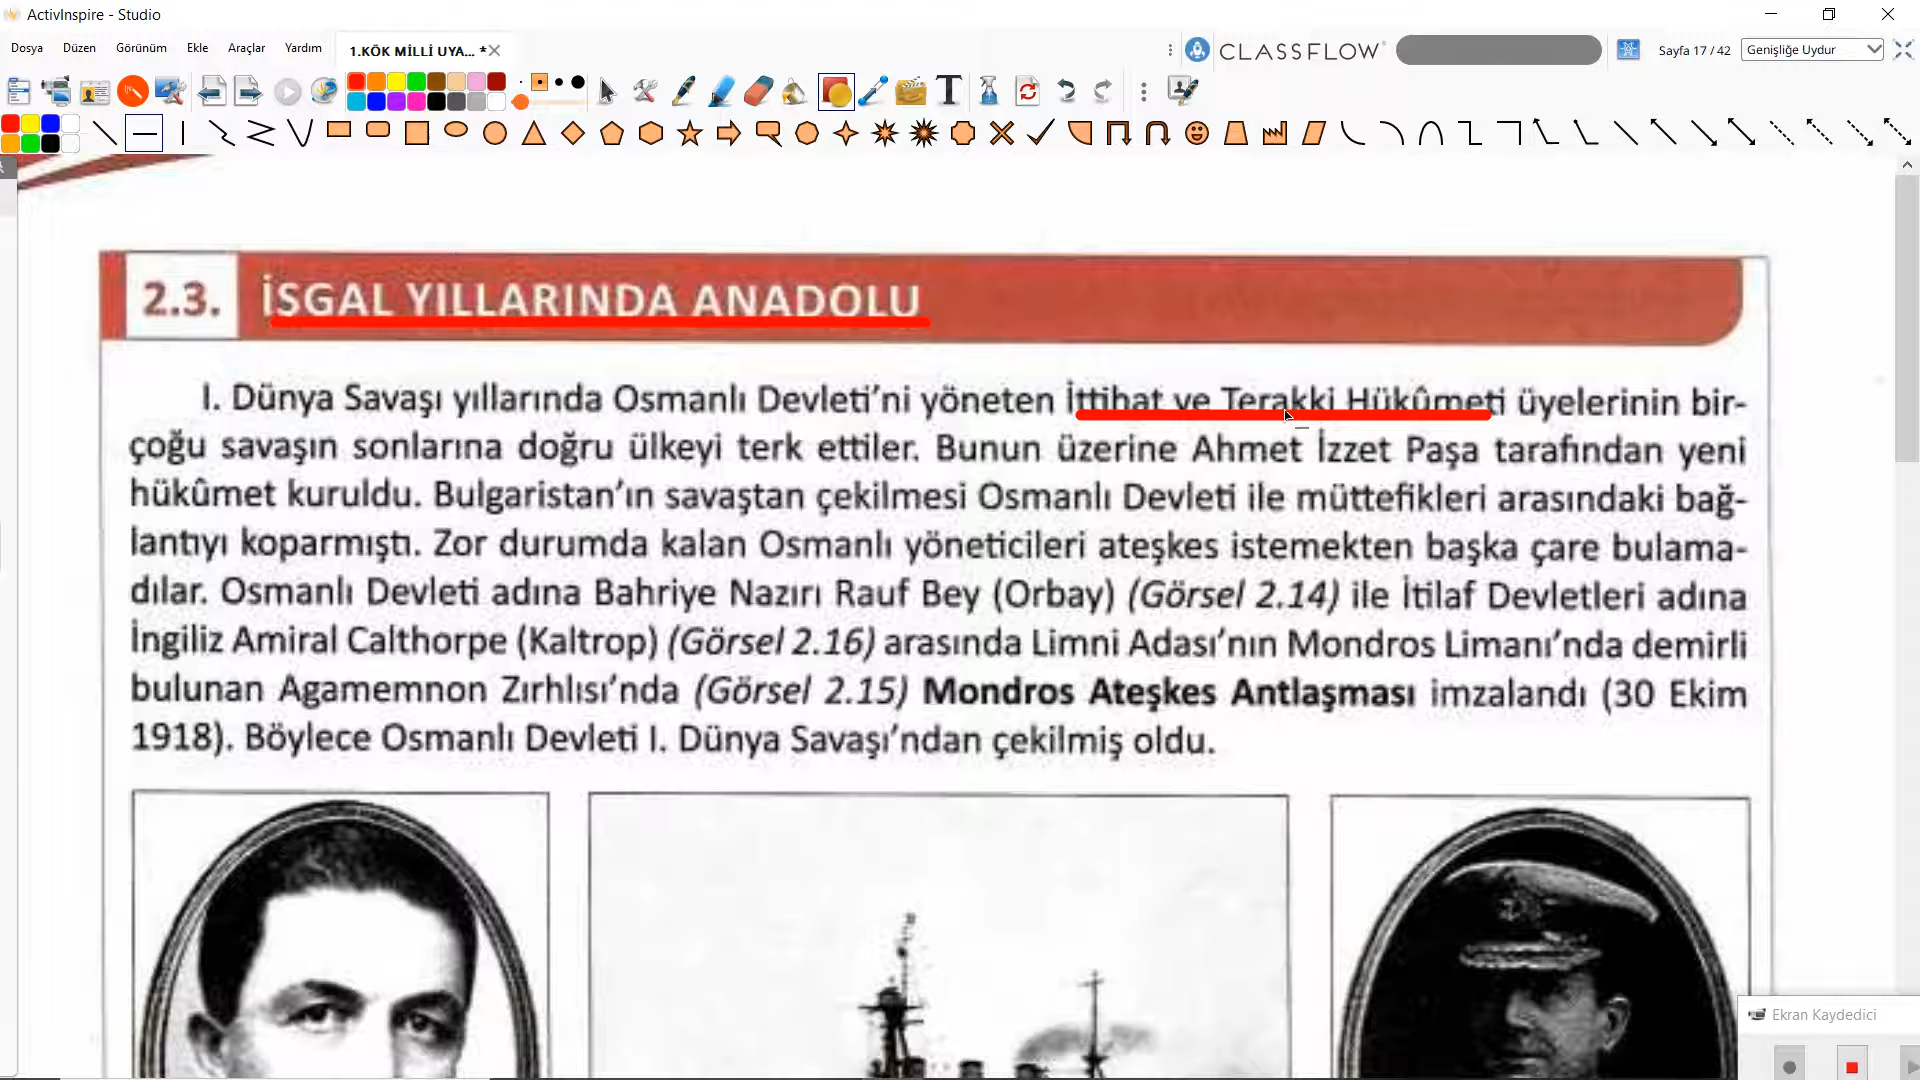 ActivInspire - Studio
Dosya Düzen Görünüm Ekle Araçlar Yardım 1.KÖK MİLLİ UYA... * CLASSFLOW Sayfa 17 / 42 Genişliğe Uydur
2.3. İSGAL YILLARINDA ANADOLU
I. Dünya Savaşı yıllarında Osmanlı Devleti'ni yöneten İttihat ve Terakki Hükûmeti üyelerinin bir-
çoğu savaşın sonlarına doğru ülkeyi terk ettiler. Bunun üzerine Ahmet İzzet Paşa tarafından yeni
hükûmet kuruldu. Bulgaristan'ın savaştan çekilmesi Osmanlı Devleti ile müttefikleri arasındaki bağ-
lantıyı koparmıştı. Zor durumda kalan Osmanlı yöneticileri ateşkes istemekten başka çare bulama-
dılar. Osmanlı Devleti adına Bahriye Nazırı Rauf Bey (Orbay) (Görsel 2.14) ile İtilaf Devletleri adına
İngiliz Amiral Calthorpe (Kaltrop) (Görsel 2.16) arasında Limni Adası'nın Mondros Limanı'nda demirli
bulunan Agamemnon Zırhlısı'nda (Görsel 2.15) Mondros Ateşkes Antlaşması imzalandı (30 Ekim
1918). Böylece Osmanlı Devleti I. Dünya Savaşı'ndan çekilmiş oldu.
Ekran Kaydedici